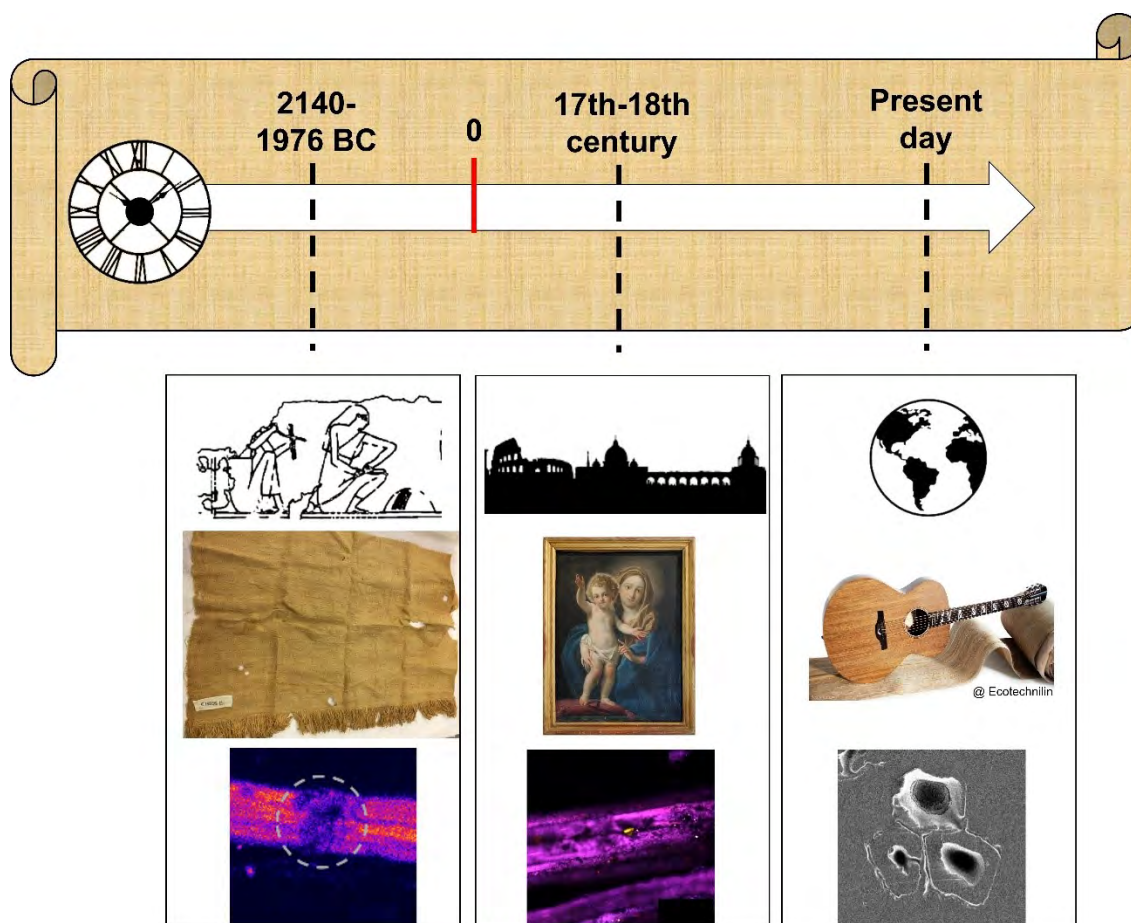 2140-
1976 BC
0
17th-18th
century
Present
day
@ Ecotechnilin